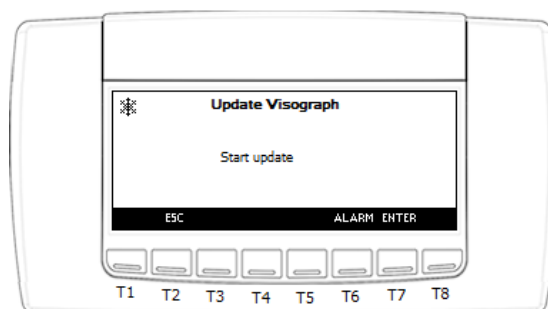 Update Visograph
Start update
ESC ALARM ENTER
T1 T2 T3 T4 T5 T6 T7 T8